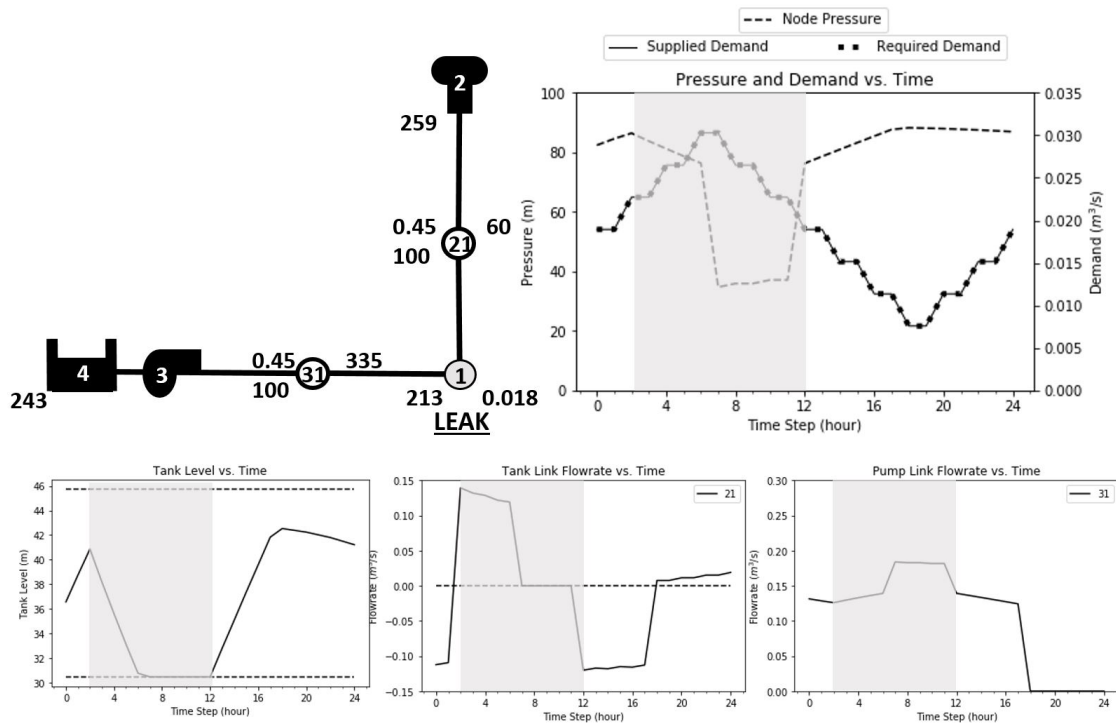 2
259
0.45 60
21
100
0.45 335
4 3 31 1
100
243 213 0.018
LEAK
Node Pressure
Supplied Demand Required Demand
Pressure and Demand vs. Time
Pressure (m)
100
80
60
40
20
0
Demand (m³/s)
0.035
0.030
0.025
0.020
0.015
0.010
0.005
0.000
0 4 8 12 16 20 24
Time Step (hour)
Tank Level vs. Time
Tank Level (m)
46
44
42
40
38
36
34
32
30
0 4 8 12 16 20 24
Time Step (hour)
Tank Link Flowrate vs. Time
21
Flowrate (m³/s)
0.15
0.10
0.05
0.00
−0.05
−0.10
−0.15
0 4 8 12 16 20 24
Time Step (hour)
Pump Link Flowrate vs. Time
31
Flowrate (m³/s)
0.30
0.25
0.20
0.15
0.10
0.05
0.00
0 4 8 12 16 20 24
Time Step (hour)